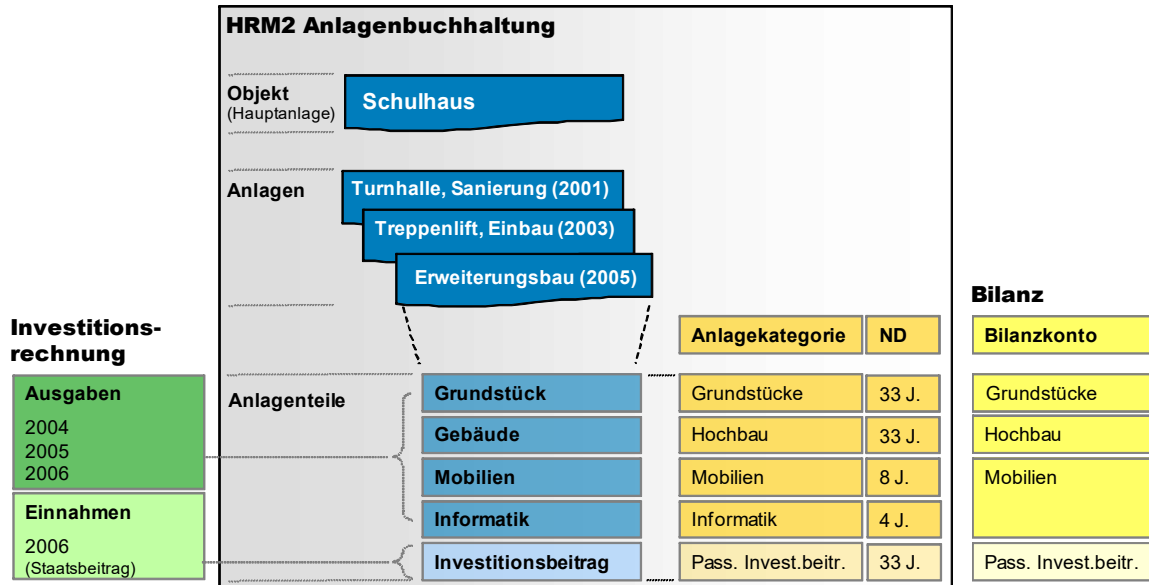 HRM2 Anlagenbuchhaltung
Objekt
(Hauptanlage)
Schulhaus
Anlagen
Turnhalle, Sanierung (2001)
Treppenlift, Einbau (2003)
Erweiterungsbau (2005)
Investitions-
rechnung
Ausgaben
2004
2005
2006
Einnahmen
2006
(Staatsbeitrag)
Anlagenteile
Grundstück
Gebäude
Mobilien
Informatik
Investitionsbeitrag
Anlagekategorie ND
Grundstücke 33 J.
Hochbau 33 J.
Mobilien 8 J.
Informatik 4 J.
Pass. Invest.beitr. 33 J.
Bilanz
Bilanzkonto
Grundstücke
Hochbau
Mobilien
Pass. Invest.beitr.